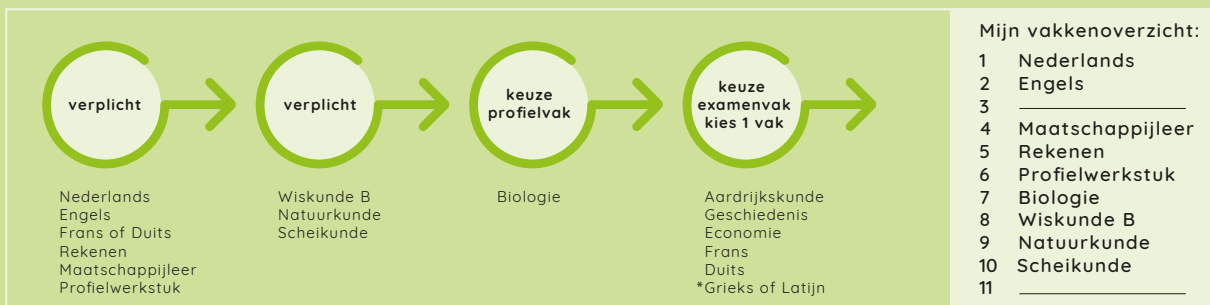 verplicht
Nederlands
Engels
Frans of Duits
Rekenen
Maatschappijleer
Profielwerkstuk
verplicht
Wiskunde B
Natuurkunde
Scheikunde
keuze
profielvak
Biologie
keuze
examenvak
kies 1 vak
Aardrijkskunde
Geschiedenis
Economie
Frans
Duits
*Grieks of Latijn
Mijn vakkenoverzicht:
1 Nederlands
2 Engels
3
4 Maatschappijleer
5 Rekenen
6 Profielwerkstuk
7 Biologie
8 Wiskunde B
9 Natuurkunde
10 Scheikunde
11